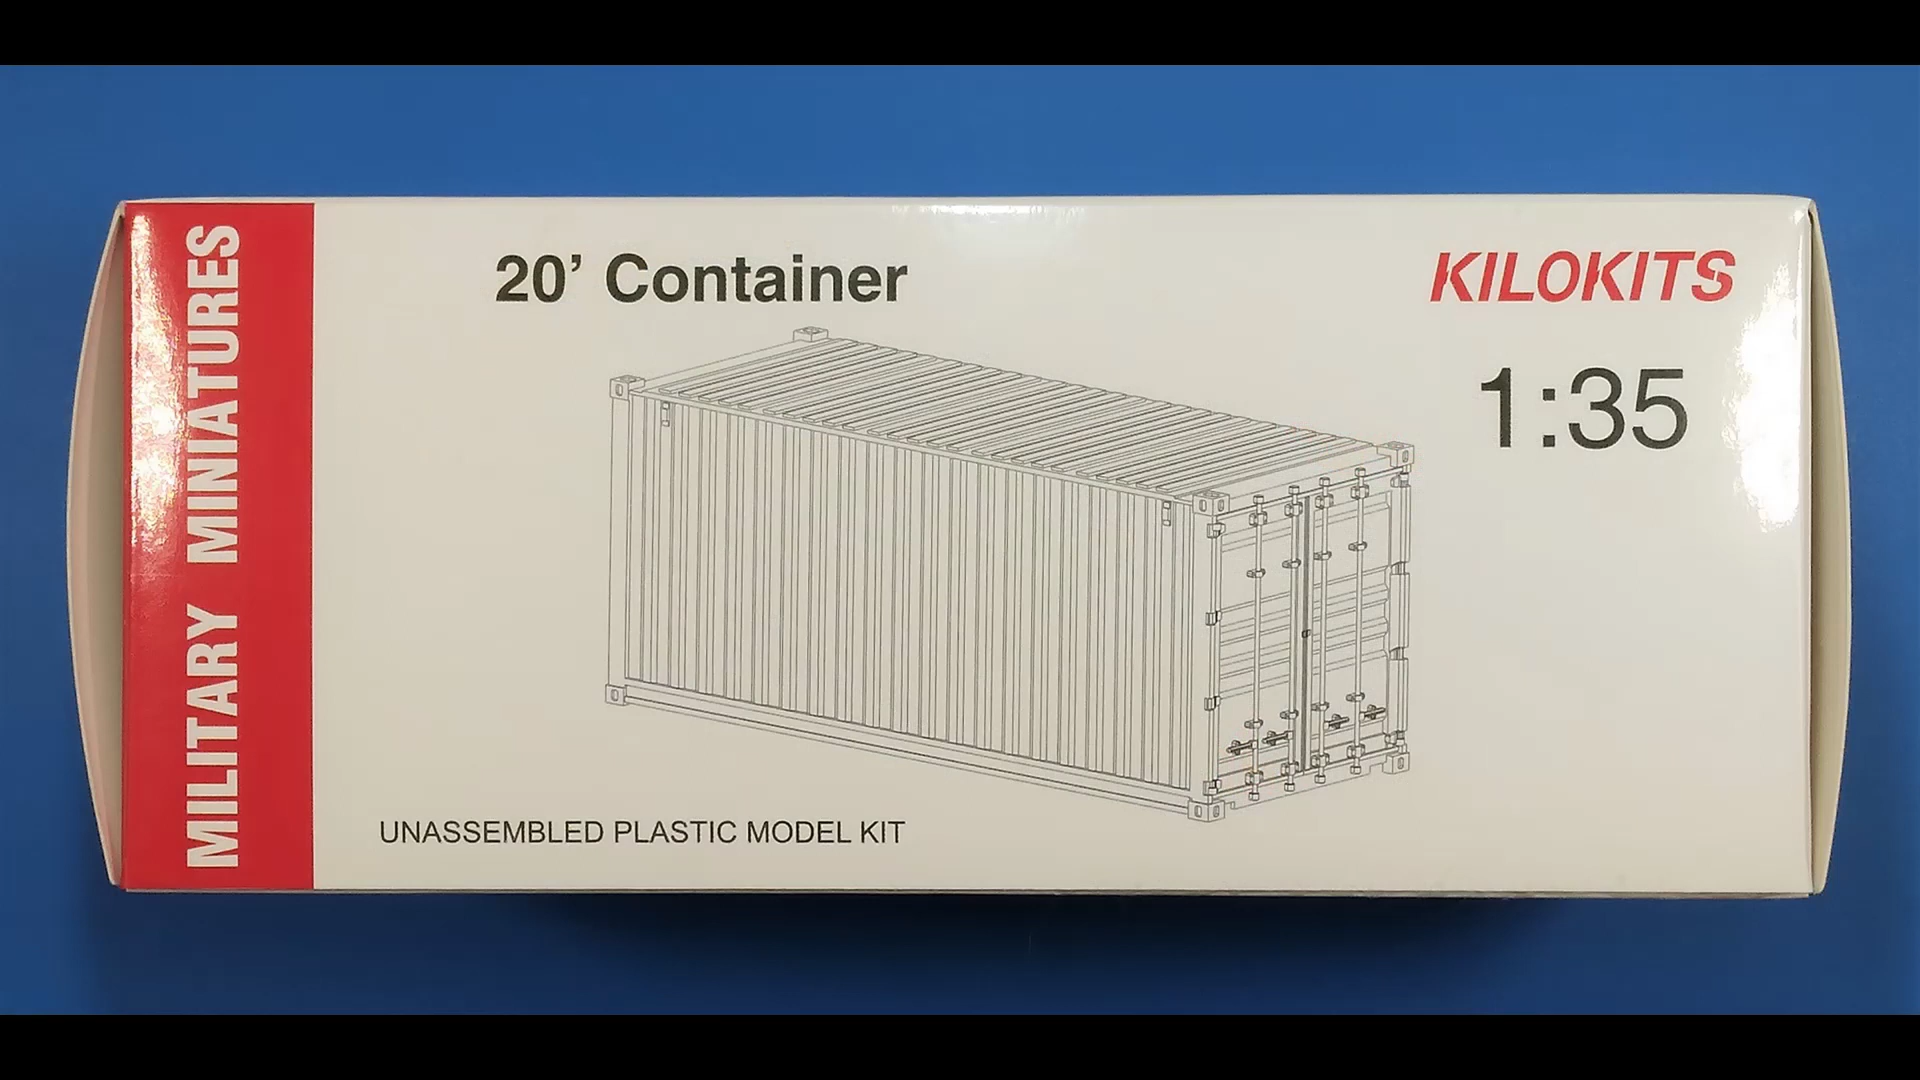 MILITARY MINIATURES
20’ Container
KILOKITS
1:35
UNASSEMBLED PLASTIC MODEL KIT